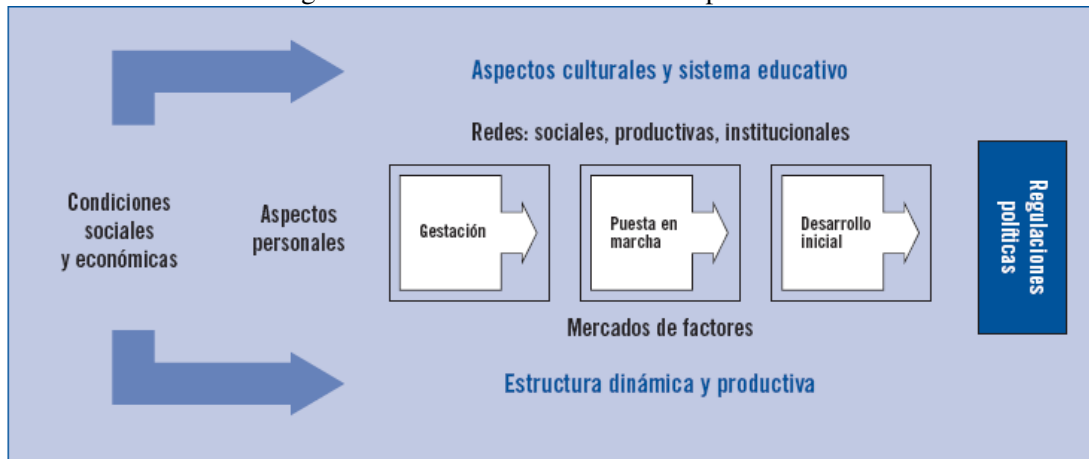 Aspectos culturales y sistema educativo
Redes: sociales, productivas, institucionales
Condiciones
sociales
y económicas
Aspectos
personales
Gestación
Puesta en
marcha
Desarrollo
inicial
Regulaciones
políticas
Mercados de factores
Estructura dinámica y productiva